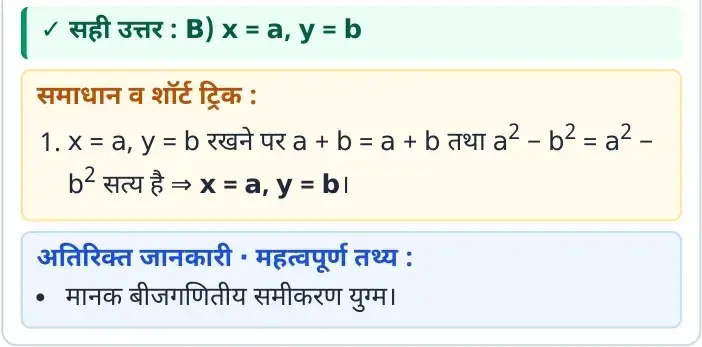 ✓ सही उत्तर : B) x = a, y = b
समाधान व शॉर्ट ट्रिक :
1. x = a, y = b रखने पर a + b = a + b तथा a² − b² = a² −
b² सत्य है ⇒ x = a, y = b।
अतिरिक्त जानकारी · महत्वपूर्ण तथ्य :
• मानक बीजगणितीय समीकरण युग्म।